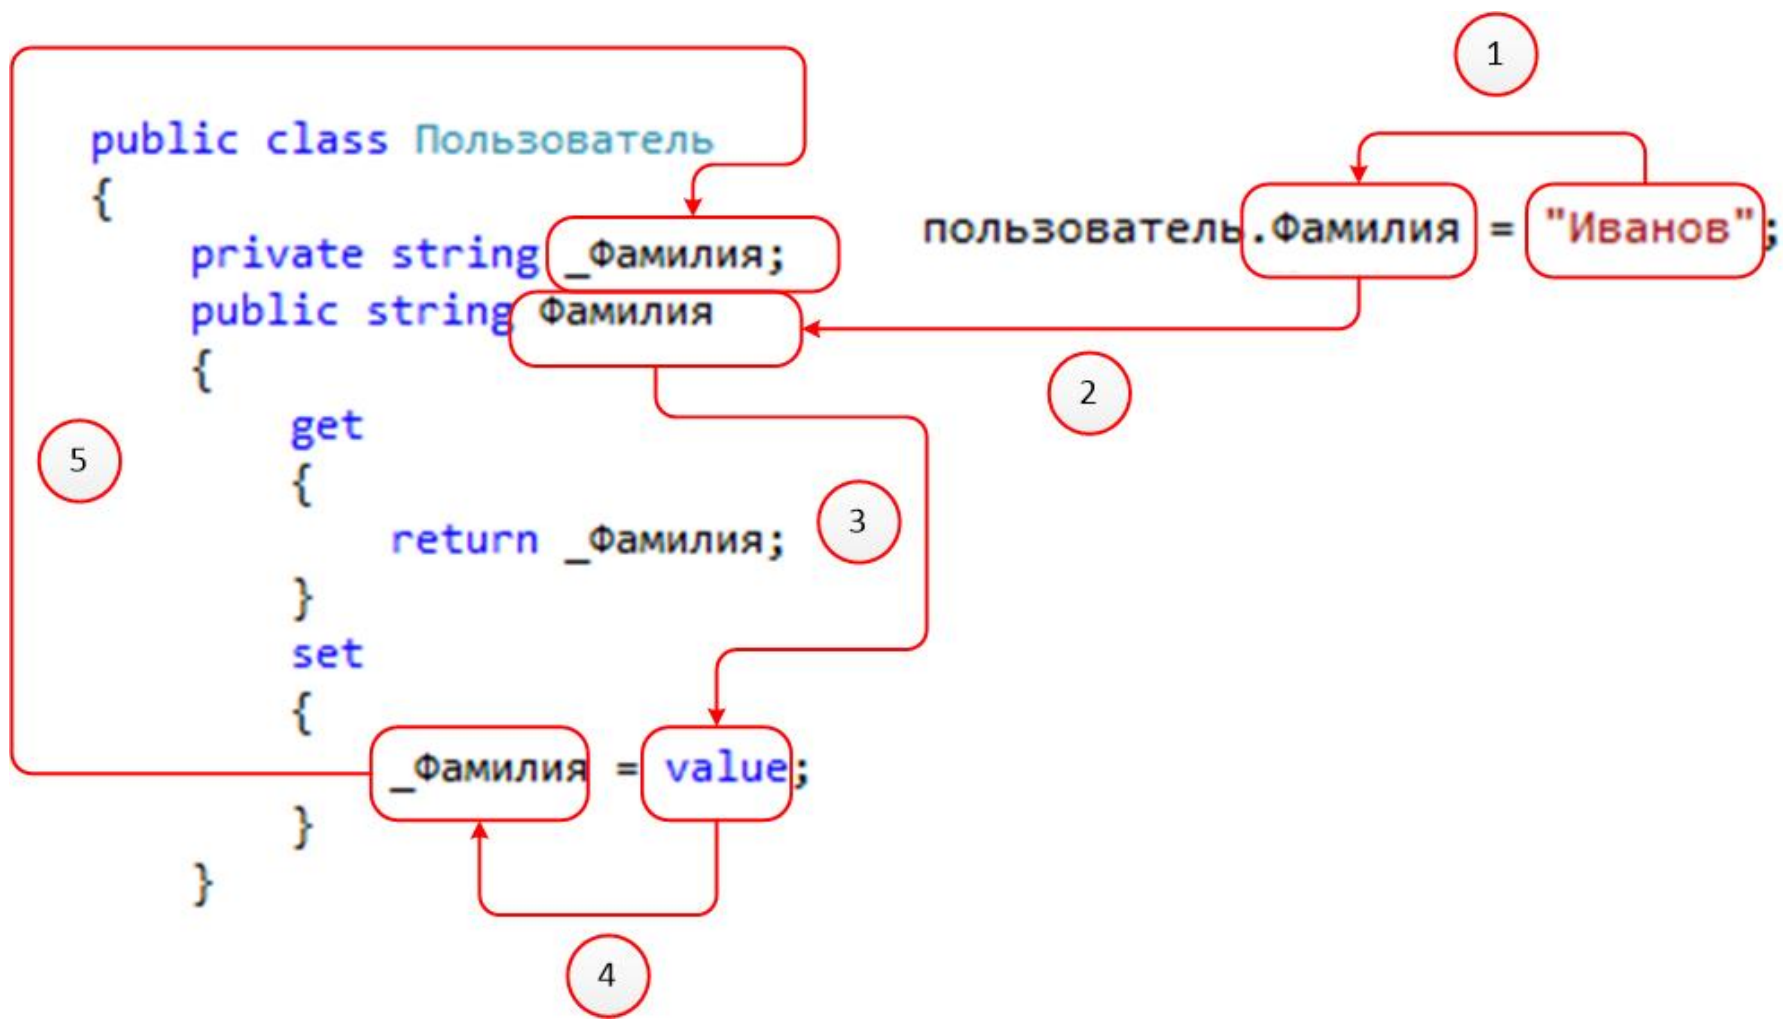 1
public class Пользователь
{
private string _Фамилия;
пользователь.Фамилия = "Иванов";
public string Фамилия
{
2
get
5
{
3
return _Фамилия;
}
set
{
_Фамилия = value;
}
}
4